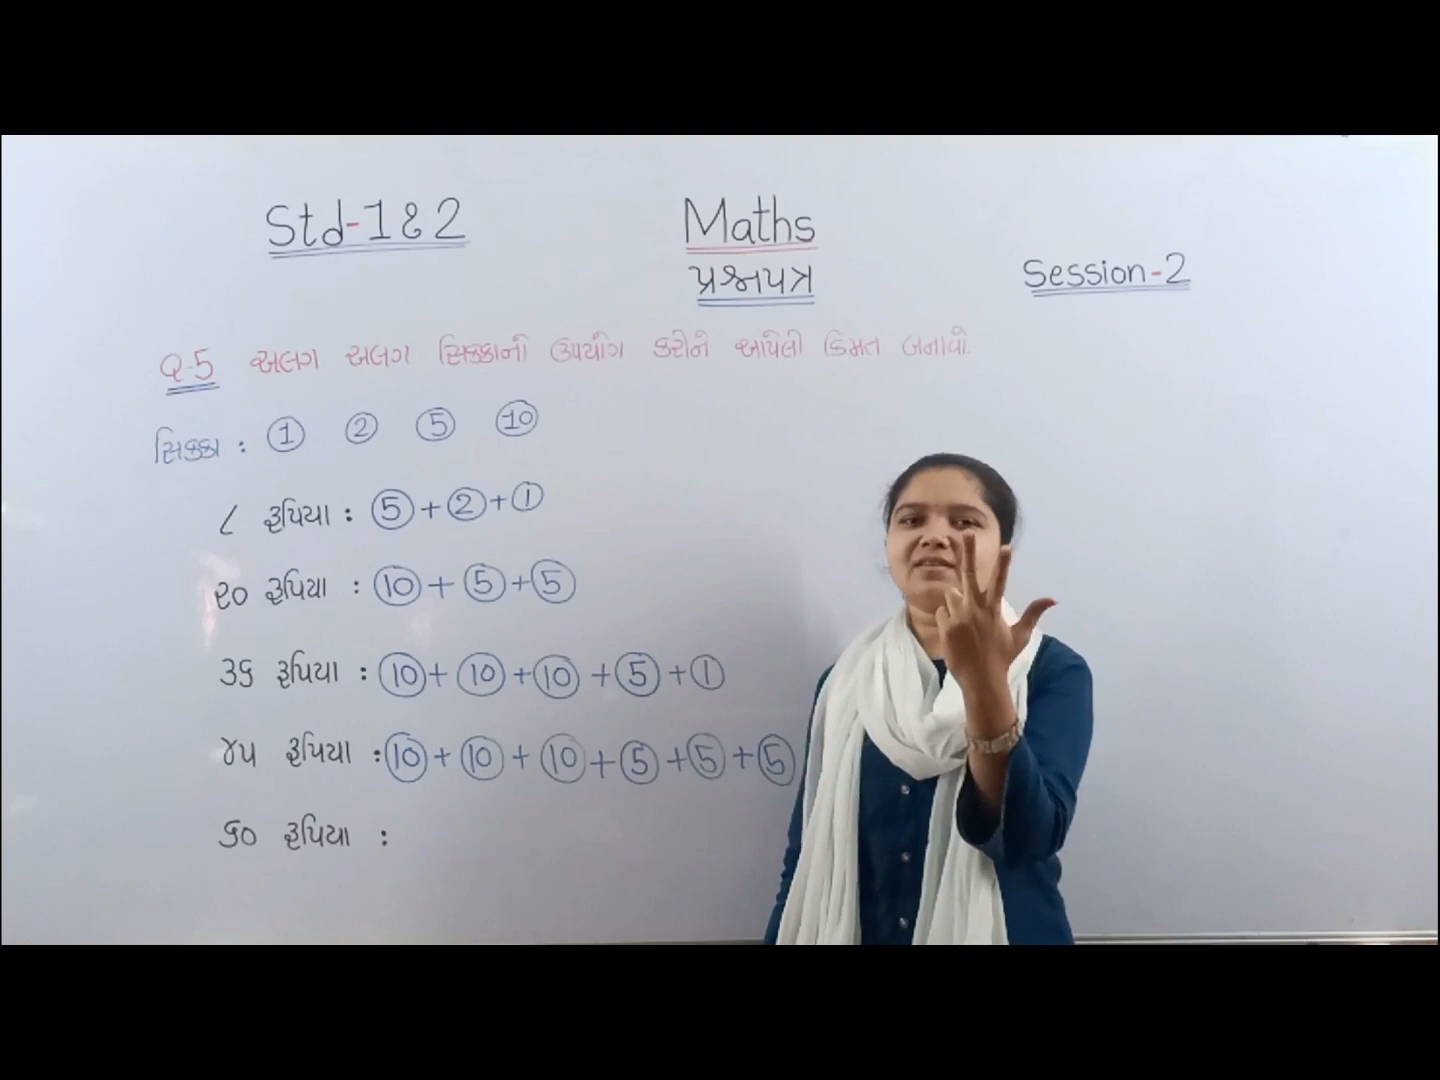 Std-1&2
Maths
પ્રશ્નપત્ર
Session-2
Q.5 અલગ અલગ સિક્કાનો ઉપયોગ કરીને આપેલી કિંમત બનાવો.
સિક્કા : 1 2 5 10
૮ રૂપિયા : 5+2+1
૨૦ રૂપિયા : 10+5+5
૩૬ રૂપિયા : 10+10+10+5+1
૪૫ રૂપિયા : 10+10+10+5+5+5
૬૦ રૂપિયા :